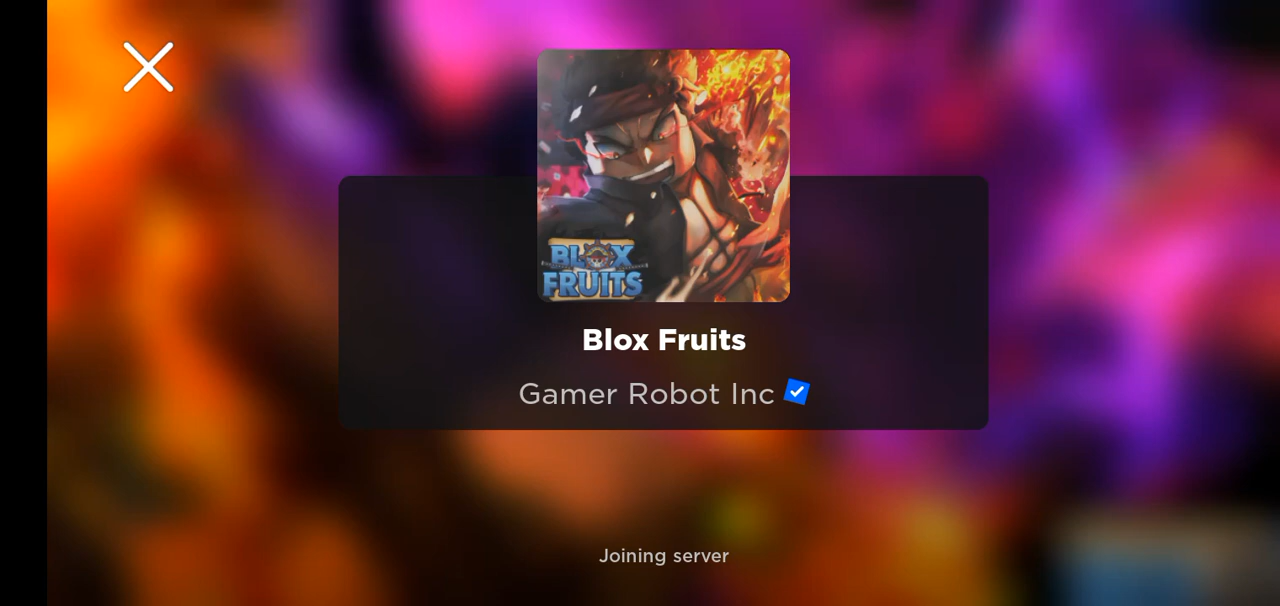 BLOX
FRUITS
Blox Fruits
Gamer Robot Inc
Joining server